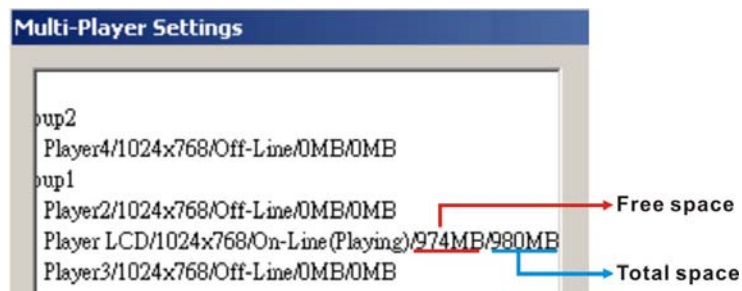 Multi-Player Settings
oup2
Player4/1024x768/Off-Line/0MB/0MB
oup1
Player2/1024x768/Off-Line/0MB/0MB
Free space
Player LCD/1024x768/On-Line(Playing)/974MB/980MB
Player3/1024x768/Off-Line/0MB/0MB
Total space